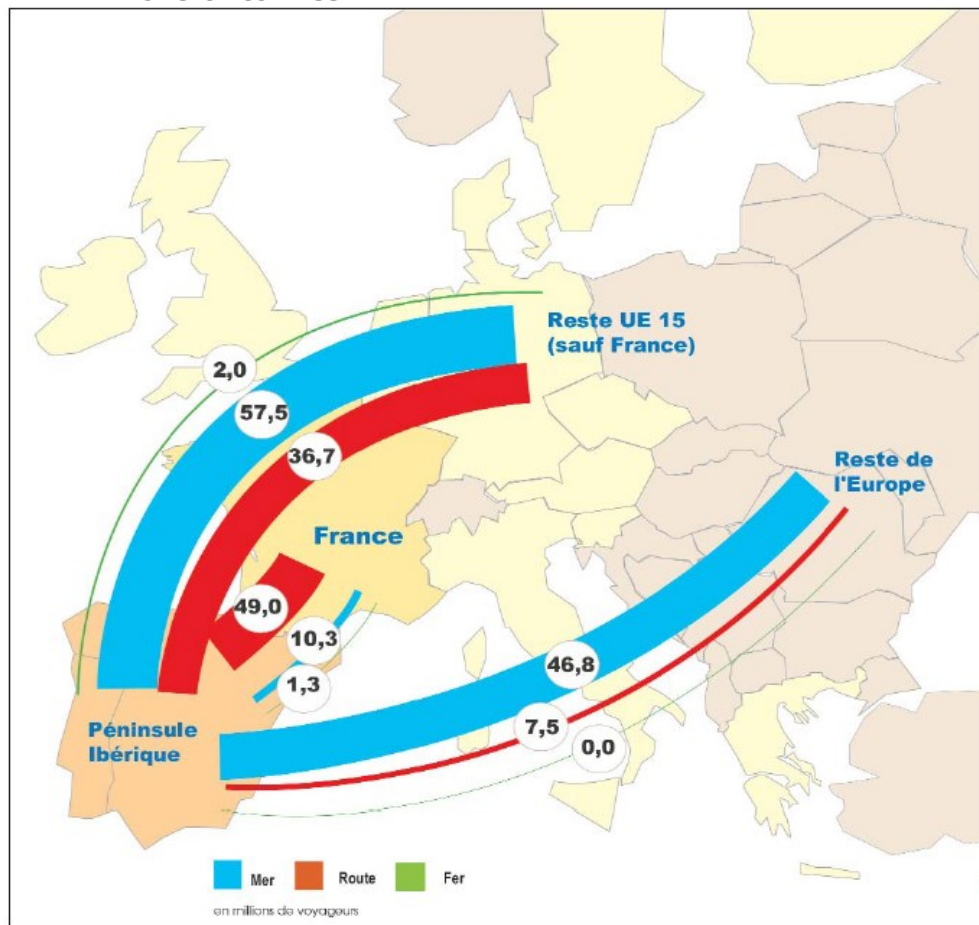 Reste UE 15
(sauf France)
2,0
57,5
36,7
Reste de
l'Europe
France
49,0
10,3
1,3
46,8
Péninsule
Ibérique
7,5
0,0
Mer Route Fer
en millions de voyageurs